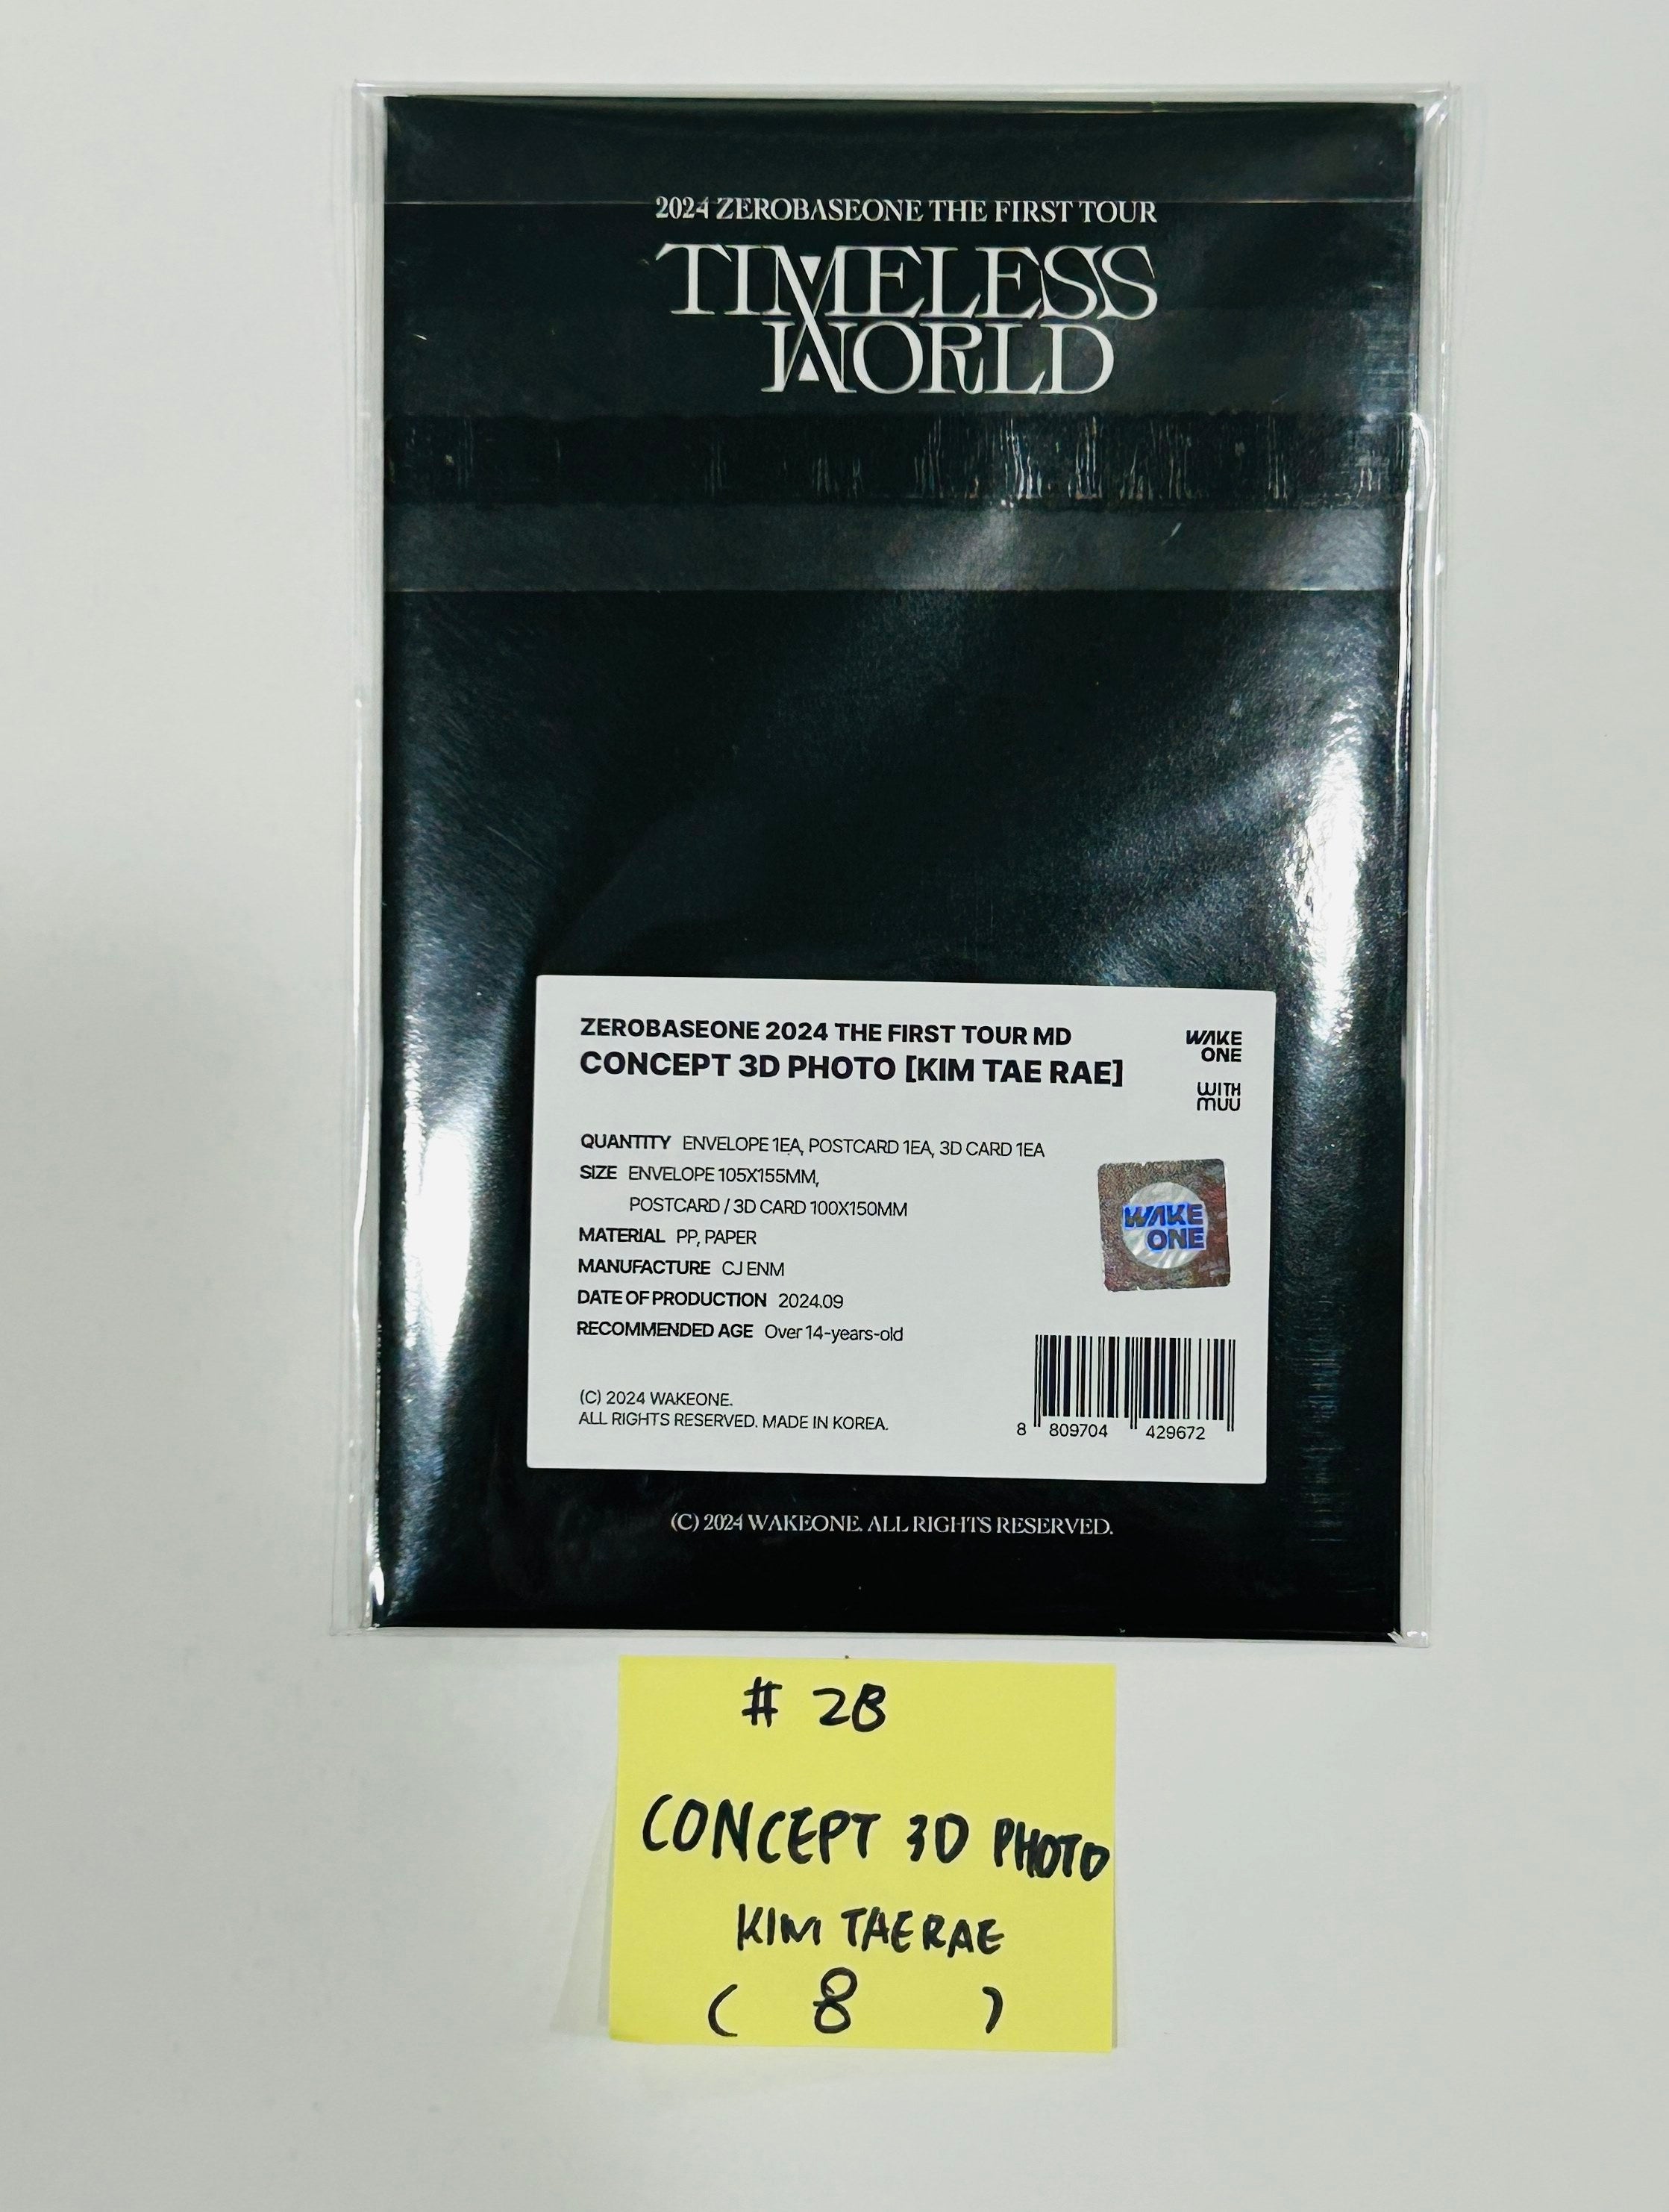 2024 ZEROBASEONE THE FIRST TOUR
TIMELESS
WORLD
ZEROBASEONE 2024 THE FIRST TOUR MD
CONCEPT 3D PHOTO [KIM TAE RAE]
WAKE
ONE
WITH
MUU
QUANTITY ENVELOPE 1EA, POSTCARD 1EA, 3D CARD 1EA
SIZE ENVELOPE 105X155MM,
POSTCARD / 3D CARD 100X150MM
MATERIAL PP, PAPER
MANUFACTURE CJ ENM
DATE OF PRODUCTION 2024.09
RECOMMENDED AGE Over 14-years-old
WAKE
ONE
(C) 2024 WAKEONE.
ALL RIGHTS RESERVED. MADE IN KOREA.
8 809704 429672
(C) 2024 WAKEONE. ALL RIGHTS RESERVED.
# 28
CONCEPT 3D PHOTO
KIM TAERAE
( 8 )